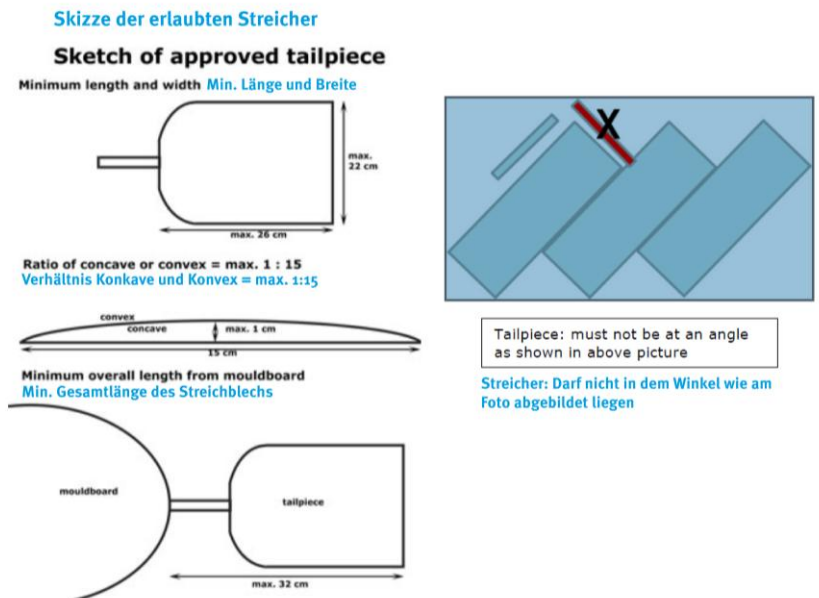 Skizze der erlaubten Streicher
Sketch of approved tailpiece
Minimum length and width Min. Länge und Breite
max.
22 cm
max. 26 cm
Ratio of concave or convex = max. 1 : 15
Verhältnis Konkave und Konvex = max. 1:15
convex
concave
max. 1 cm
15 cm
Minimum overall length from mouldboard
Min. Gesamtlänge des Streichblechs
mouldboard
tailpiece
max. 32 cm
X
Tailpiece: must not be at an angle
as shown in above picture
Streicher: Darf nicht in dem Winkel wie am
Foto abgebildet liegen